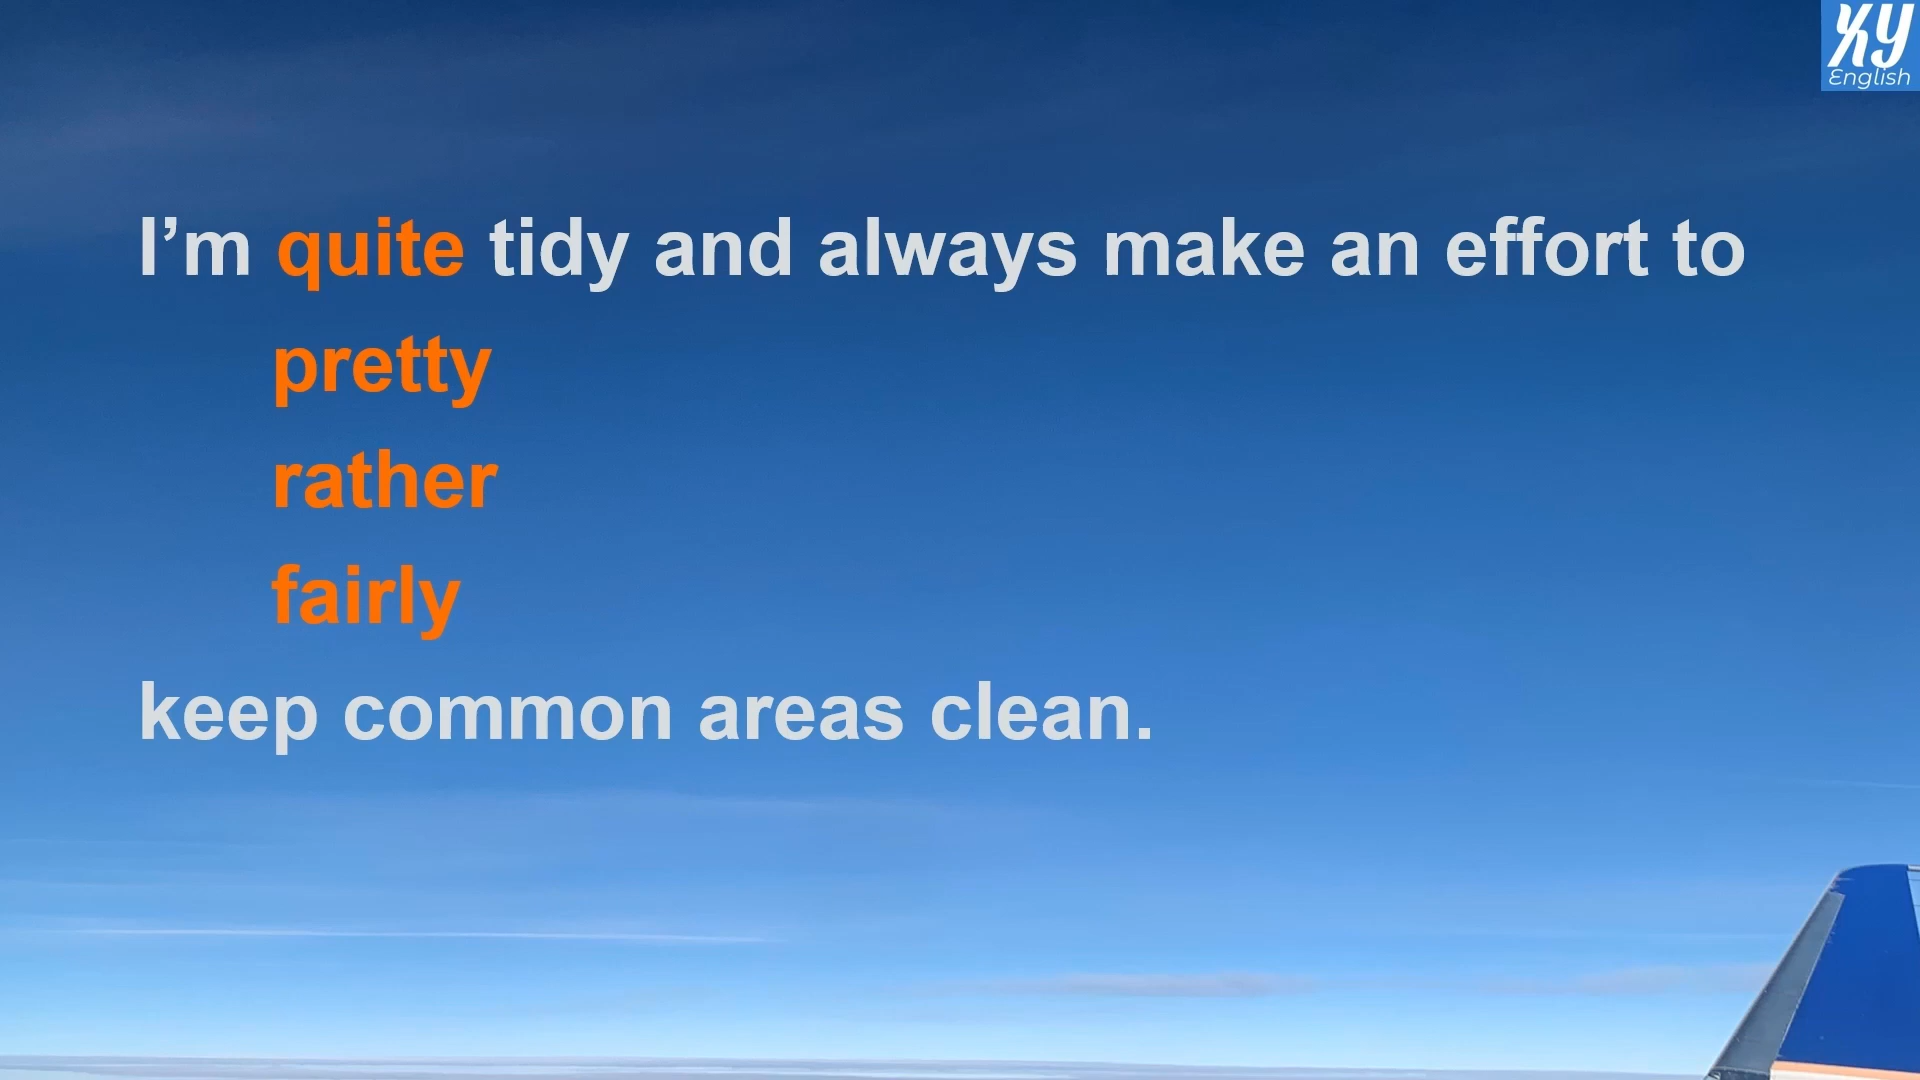 XY
English
I’m quite tidy and always make an effort to
pretty
rather
fairly
keep common areas clean.